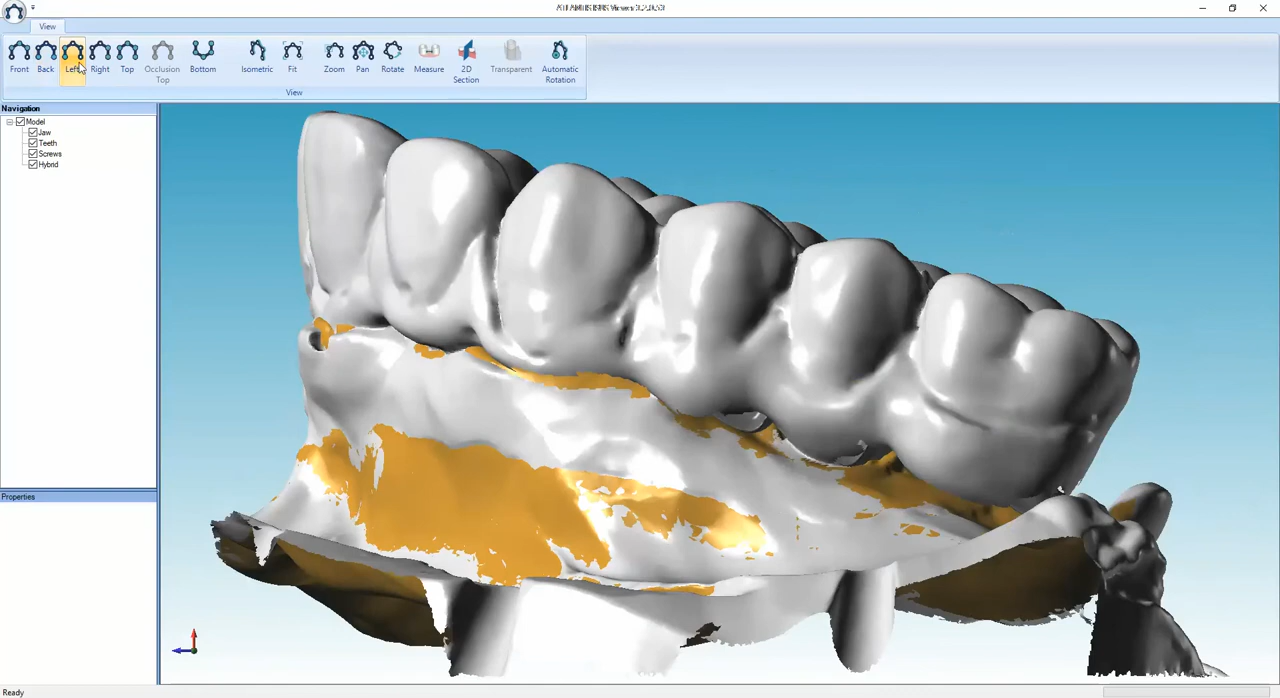 View
Front Back Left Right Top Occlusion Top Bottom Isometric Fit Zoom Pan Rotate Measure 2D Section Transparent Automatic Rotation
View
Navigation
Model
Jaw
Teeth
Screws
Hybrid
Properties
Ready